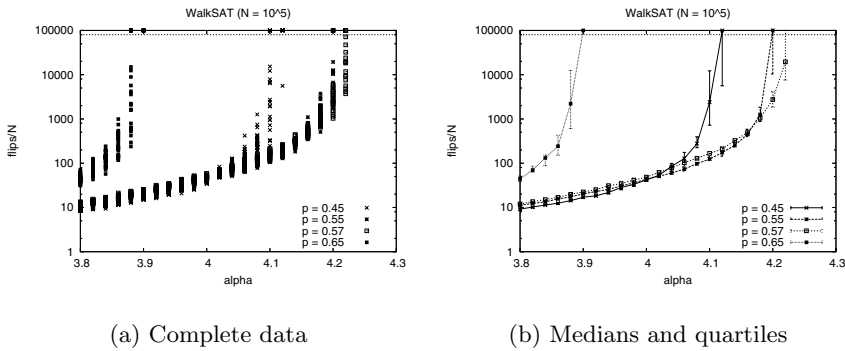 WalkSAT (N = 10^5)
100000
10000
1000
100
10
1
flips/N
3.8 3.9 4 4.1 4.2 4.3
alpha
p = 0.45
p = 0.55
p = 0.57
p = 0.65
(a) Complete data
WalkSAT (N = 10^5)
100000
10000
1000
100
10
1
flips/N
3.8 3.9 4 4.1 4.2 4.3
alpha
p = 0.45
p = 0.55
p = 0.57
p = 0.65
(b) Medians and quartiles